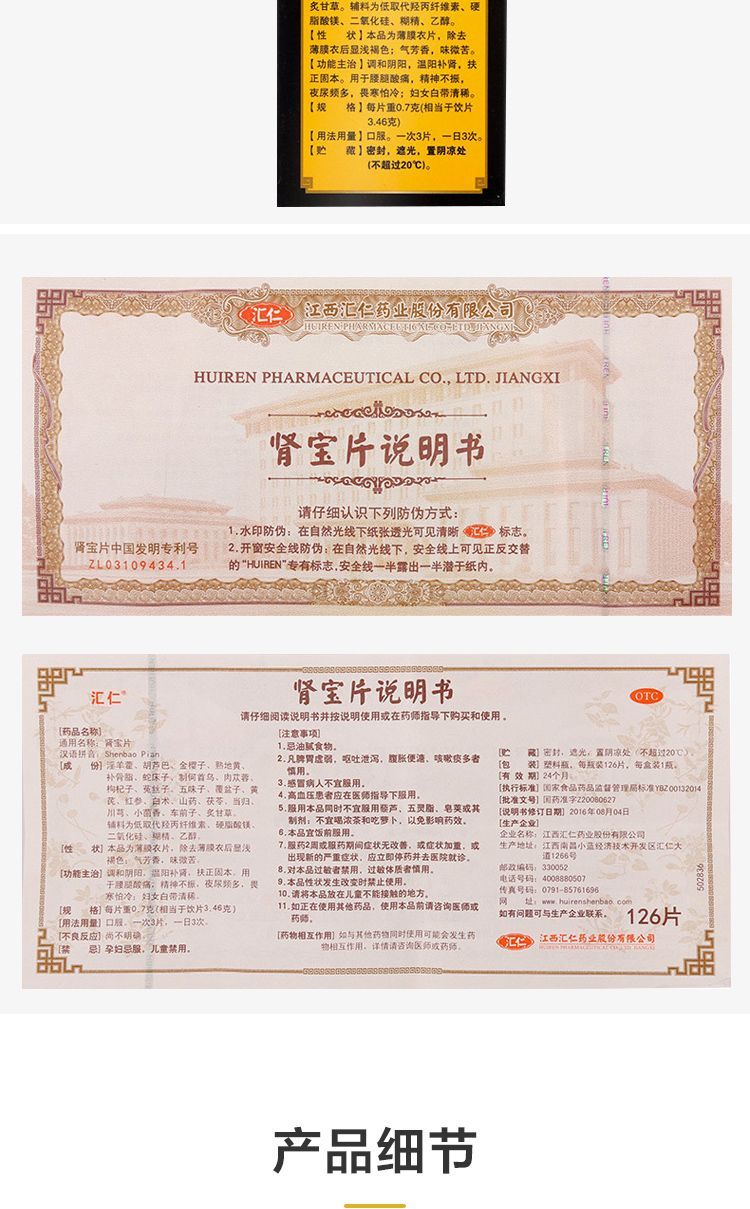 炙甘草。辅料为低取代羟丙纤维素、硬
脂酸镁、二氧化硅、糊精、乙醇。
【性　　状】本品为薄膜衣片，除去
薄膜衣后显浅褐色；气芳香，味微苦。
【功能主治】调和阴阳，温阳补肾，扶
正固本。用于腰腿酸痛，精神不振，
夜尿频多，畏寒怕冷；妇女白带清稀。
【规　　格】每片重0.7克(相当于饮片
3.46克)
【用法用量】口服。一次3片，一日3次。
【贮　　藏】密封，遮光，置阴凉处
(不超过20℃)。
汇仁 江西汇仁药业股份有限公司
HUIREN PHARMACEUTICAL CO.,LTD.JIANGXI
HUIREN PHARMACEUTICAL CO., LTD. JIANGXI
肾宝片说明书
请仔细认识下列防伪方式：
1.水印防伪：在自然光线下纸张透光可见清晰 汇仁 标志。
2.开窗安全线防伪：在自然光线下，安全线上可见正反交替
的“HUIREN”专有标志，安全线一半露出一半潜于纸内。
肾宝片中国发明专利号
ZL03109434.1
汇仁®
肾宝片说明书
OTC
请仔细阅读说明书并按说明使用或在药师指导下购买和使用。
[药品名称]
通用名称：肾宝片
汉语拼音：Shenbao Pian
[成　　份] 淫羊藿、胡芦巴、金樱子、熟地黄、
补骨脂、蛇床子、制何首乌、肉苁蓉、
枸杞子、菟丝子、五味子、覆盆子、黄
芪、红参、白术、山药、茯苓、当归、
川芎、小茴香、车前子、炙甘草。
辅料为低取代羟丙纤维素、硬脂酸镁、
二氧化硅、糊精、乙醇。
[性　　状] 本品为薄膜衣片，除去薄膜衣后显浅
褐色；气芳香，味微苦。
[功能主治] 调和阴阳，温阳补肾，扶正固本。用
于腰腿酸痛，精神不振，夜尿频多，畏
寒怕冷；妇女白带清稀。
[规　　格] 每片重0.7克(相当于饮片3.46克)
[用法用量] 口服。一次3片，一日3次。
[不良反应] 尚不明确。
[禁　　忌] 孕妇忌服，儿童禁用。
[注意事项]
1.忌油腻食物。
2.凡脾胃虚弱，呕吐泄泻，腹胀便溏、咳嗽痰多者
慎用。
3.感冒病人不宜服用。
4.高血压患者应在医师指导下服用。
5.服用本品同时不宜服用藜芦、五灵脂、皂荚或其
制剂；不宜喝浓茶和吃萝卜，以免影响药效。
6.本品宜饭前服用。
7.服药2周或服药期间症状无改善，或症状加重，或
出现新的严重症状，应立即停药并去医院就诊。
8.对本品过敏者禁用，过敏体质者慎用。
9.本品性状发生改变时禁止使用。
10.请将本品放在儿童不能接触的地方。
11.如正在使用其他药品，使用本品前请咨询医师或
药师。
[药物相互作用] 如与其他药物同时使用可能会发生药
物相互作用，详情请咨询医师或药师。
[贮　　藏] 密封，遮光，置阴凉处（不超过20℃）。
[包　　装] 塑料瓶，每瓶装126片，每盒装1瓶。
[有 效 期] 24个月
[执行标准] 国家食品药品监督管理局标准YBZ00132014
[批准文号] 国药准字Z20080627
[说明书修订日期] 2016年08月04日
[生产企业]
企业名称：江西汇仁药业股份有限公司
生产地址：江西南昌小蓝经济技术开发区汇仁大
道1266号
邮政编码：330052
电话号码：4008880507
传真号码：0791-85761696
网　　址：www.huirenshenbao.com
如有问题可与生产企业联系。
126片
502836
汇仁 江西汇仁药业股份有限公司
HUIREN PHARMACEUTICAL CO.,LTD.JIANGXI
产品细节